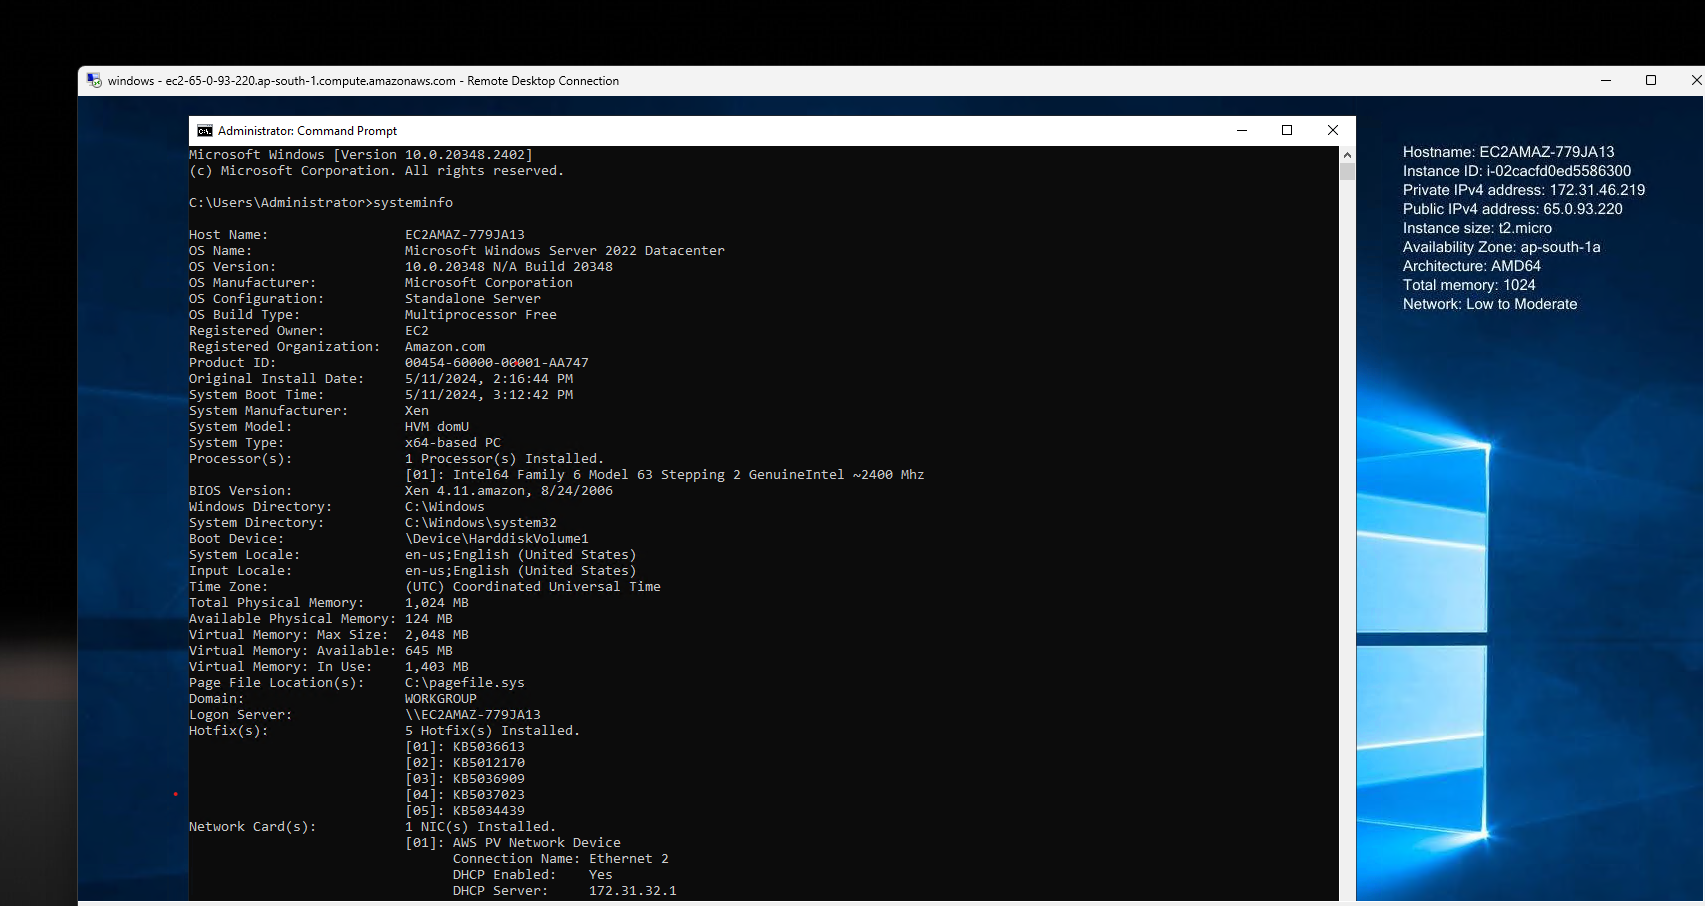 windows - ec2-65-0-93-220.ap-south-1.compute.amazonaws.com - Remote Desktop Connection
Administrator: Command Prompt
Microsoft Windows [Version 10.0.20348.2402]
(c) Microsoft Corporation. All rights reserved.
C:\Users\Administrator>systeminfo
Host Name: EC2AMAZ-779JA13
OS Name: Microsoft Windows Server 2022 Datacenter
OS Version: 10.0.20348 N/A Build 20348
OS Manufacturer: Microsoft Corporation
OS Configuration: Standalone Server
OS Build Type: Multiprocessor Free
Registered Owner: EC2
Registered Organization: Amazon.com
Product ID: 00454-60000-00001-AA747
Original Install Date: 5/11/2024, 2:16:44 PM
System Boot Time: 5/11/2024, 3:12:42 PM
System Manufacturer: Xen
System Model: HVM domU
System Type: x64-based PC
Processor(s): 1 Processor(s) Installed.
[01]: Intel64 Family 6 Model 63 Stepping 2 GenuineIntel ~2400 Mhz
BIOS Version: Xen 4.11.amazon, 8/24/2006
Windows Directory: C:\Windows
System Directory: C:\Windows\system32
Boot Device: \Device\HarddiskVolume1
System Locale: en-us;English (United States)
Input Locale: en-us;English (United States)
Time Zone: (UTC) Coordinated Universal Time
Total Physical Memory: 1,024 MB
Available Physical Memory: 124 MB
Virtual Memory: Max Size: 2,048 MB
Virtual Memory: Available: 645 MB
Virtual Memory: In Use: 1,403 MB
Page File Location(s): C:\pagefile.sys
Domain: WORKGROUP
Logon Server: \\EC2AMAZ-779JA13
Hotfix(s): 5 Hotfix(s) Installed.
[01]: KB5036613
[02]: KB5012170
[03]: KB5036909
[04]: KB5037023
[05]: KB5034439
Network Card(s): 1 NIC(s) Installed.
[01]: AWS PV Network Device
Connection Name: Ethernet 2
DHCP Enabled: Yes
DHCP Server: 172.31.32.1
Hostname: EC2AMAZ-779JA13
Instance ID: i-02cacfd0ed5586300
Private IPv4 address: 172.31.46.219
Public IPv4 address: 65.0.93.220
Instance size: t2.micro
Availability Zone: ap-south-1a
Architecture: AMD64
Total memory: 1024
Network: Low to Moderate